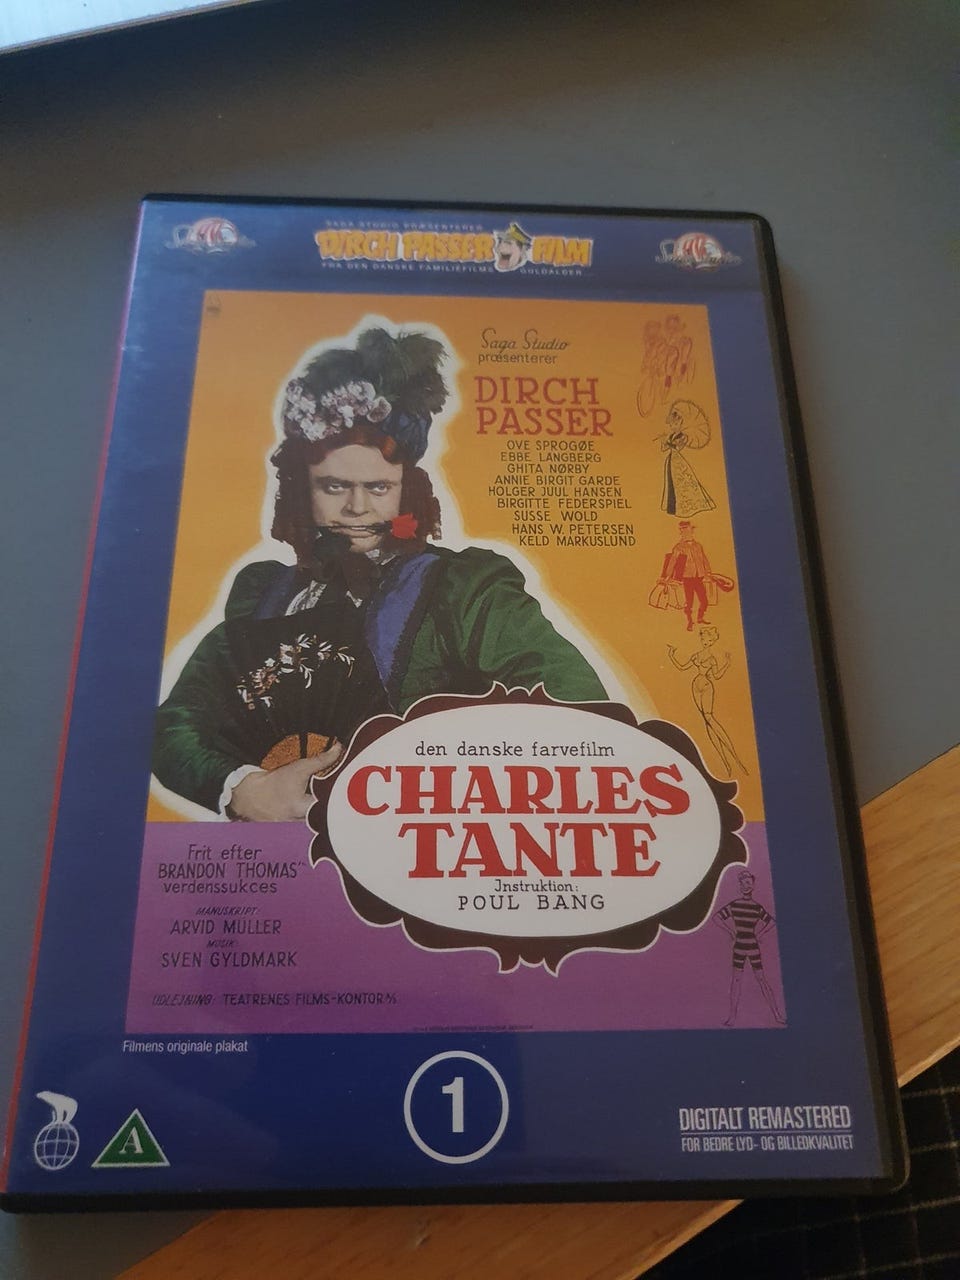 SAGA STUDIO PRÆSENTERER
DIRCH PASSER FILM
FRA DEN DANSKE FAMILIEFILMS GULDALDER...
Saga Studio
præsenterer
DIRCH
PASSER
OVE SPROGØE
EBBE LANGBERG
GHITA NØRBY
ANNIE BIRGIT GARDE
HOLGER JUUL HANSEN
BIRGITTE FEDERSPIEL
SUSSE WOLD
HANS W. PETERSEN
KELD MARKUSLUND
den danske farvefilm
CHARLES
TANTE
Instruktion:
POUL BANG
Frit efter
BRANDON THOMAS'
verdenssukces
MANUSKRIPT:
ARVID MÜLLER
MUSIK:
SVEN GYLDMARK
UDLEJNING: TEATRENES FILMS-KONTOR A/S
Filmens originale plakat
A
1
DIGITALT REMASTERED
FOR BEDRE LYD- OG BILLEDKVALITET